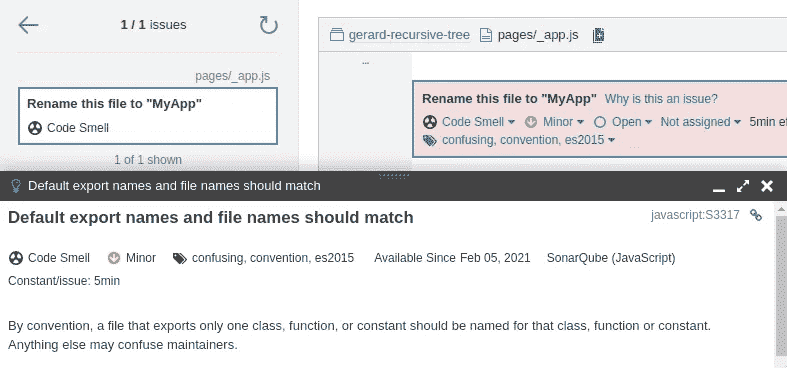 1 / 1 issues
pages/_app.js
Rename this file to "MyApp"
Code Smell
1 of 1 shown
gerard-recursive-tree pages/_app.js
...
Rename this file to "MyApp" Why is this an issue?
Code Smell Minor Open Not assigned 5min ef
confusing, convention, es2015
Default export names and file names should match
Default export names and file names should match javascript:S3317
Code Smell Minor confusing, convention, es2015 Available Since Feb 05, 2021 SonarQube (JavaScript)
Constant/issue: 5min
By convention, a file that exports only one class, function, or constant should be named for that class, function or constant.
Anything else may confuse maintainers.